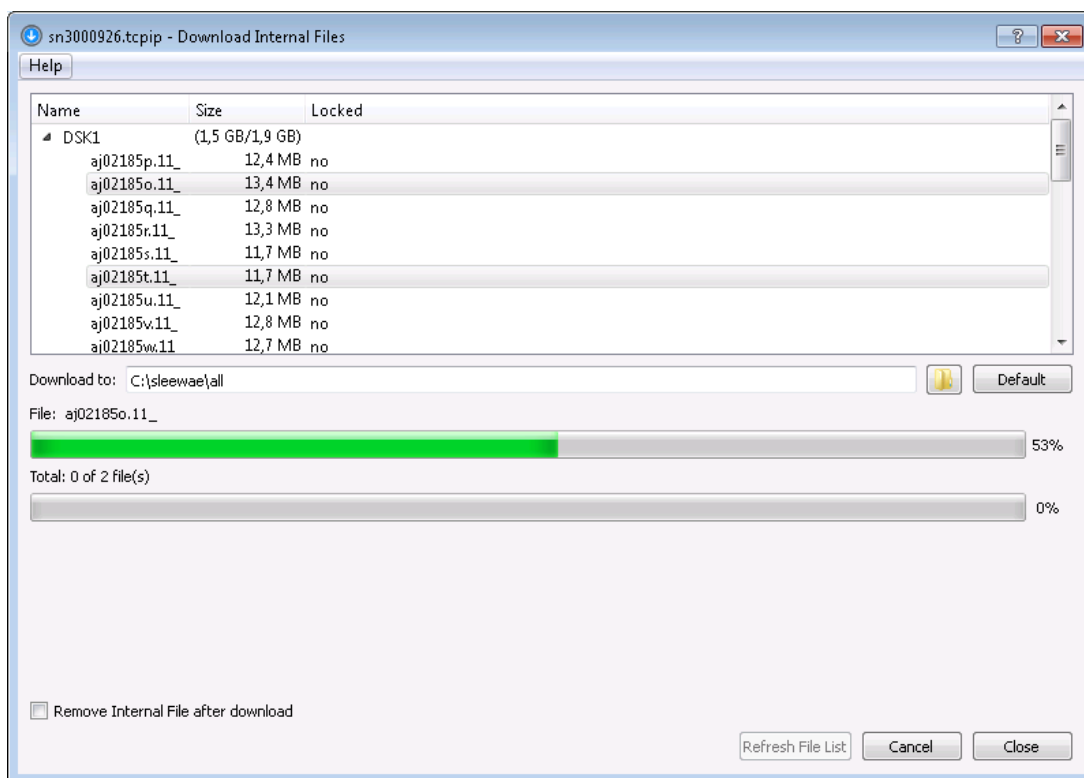 sn3000926.tcpip - Download Internal Files
Help
Name Size Locked
DSK1 (1,5 GB/1,9 GB)
aj02185p.11_ 12,4 MB no
aj02185o.11_ 13,4 MB no
aj02185q.11_ 12,8 MB no
aj02185r.11_ 13,3 MB no
aj02185s.11_ 11,7 MB no
aj02185t.11_ 11,7 MB no
aj02185u.11_ 12,1 MB no
aj02185v.11_ 12,8 MB no
aj02185w.11 12,7 MB no
Download to: C:\sleewae\all Default
File: aj02185o.11_
53%
Total: 0 of 2 file(s)
0%
Remove Internal File after download
Refresh File List Cancel Close